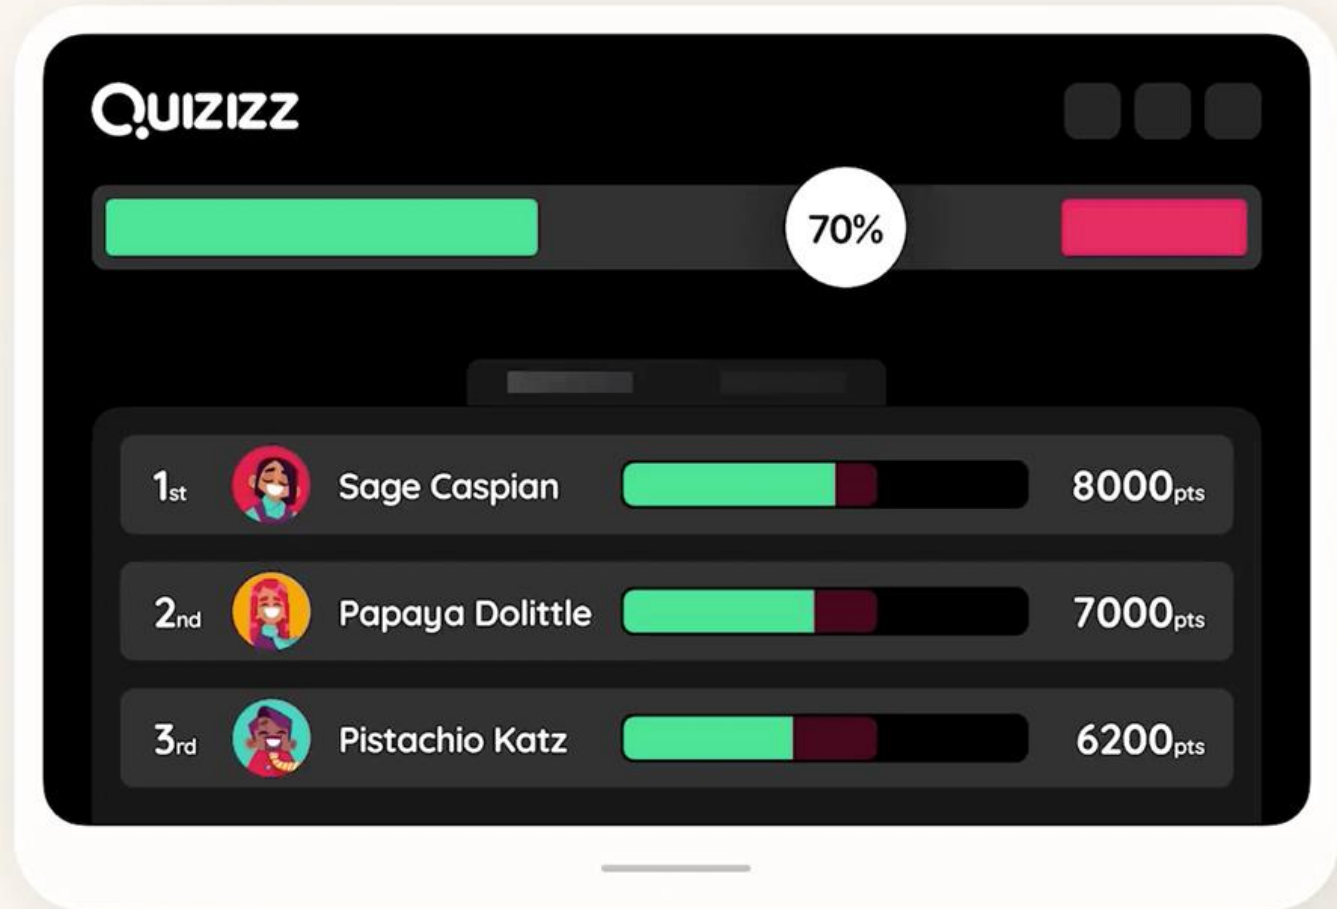 Quizizz
70%
1st Sage Caspian 8000pts
2nd Papaya Dolittle 7000pts
3rd Pistachio Katz 6200pts